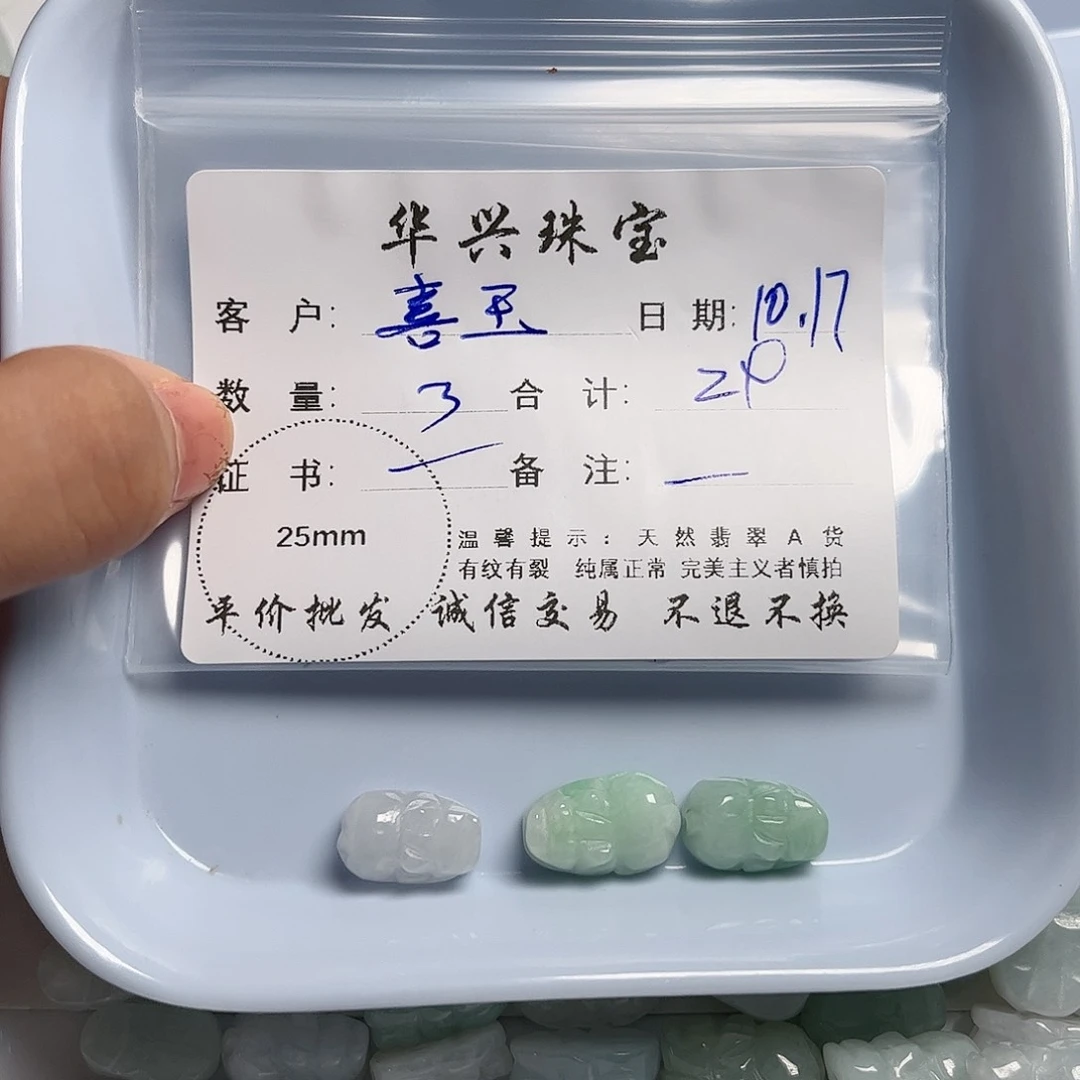 华兴珠宝
客 户: 喜玉 日 期: 10.17
数 量: 3 合 计:
证 书: — 备 注: —
25mm
温馨提示：天然翡翠A货
有纹有裂 纯属正常 完美主义者慎拍
平价批发 诚信交易 不退不换